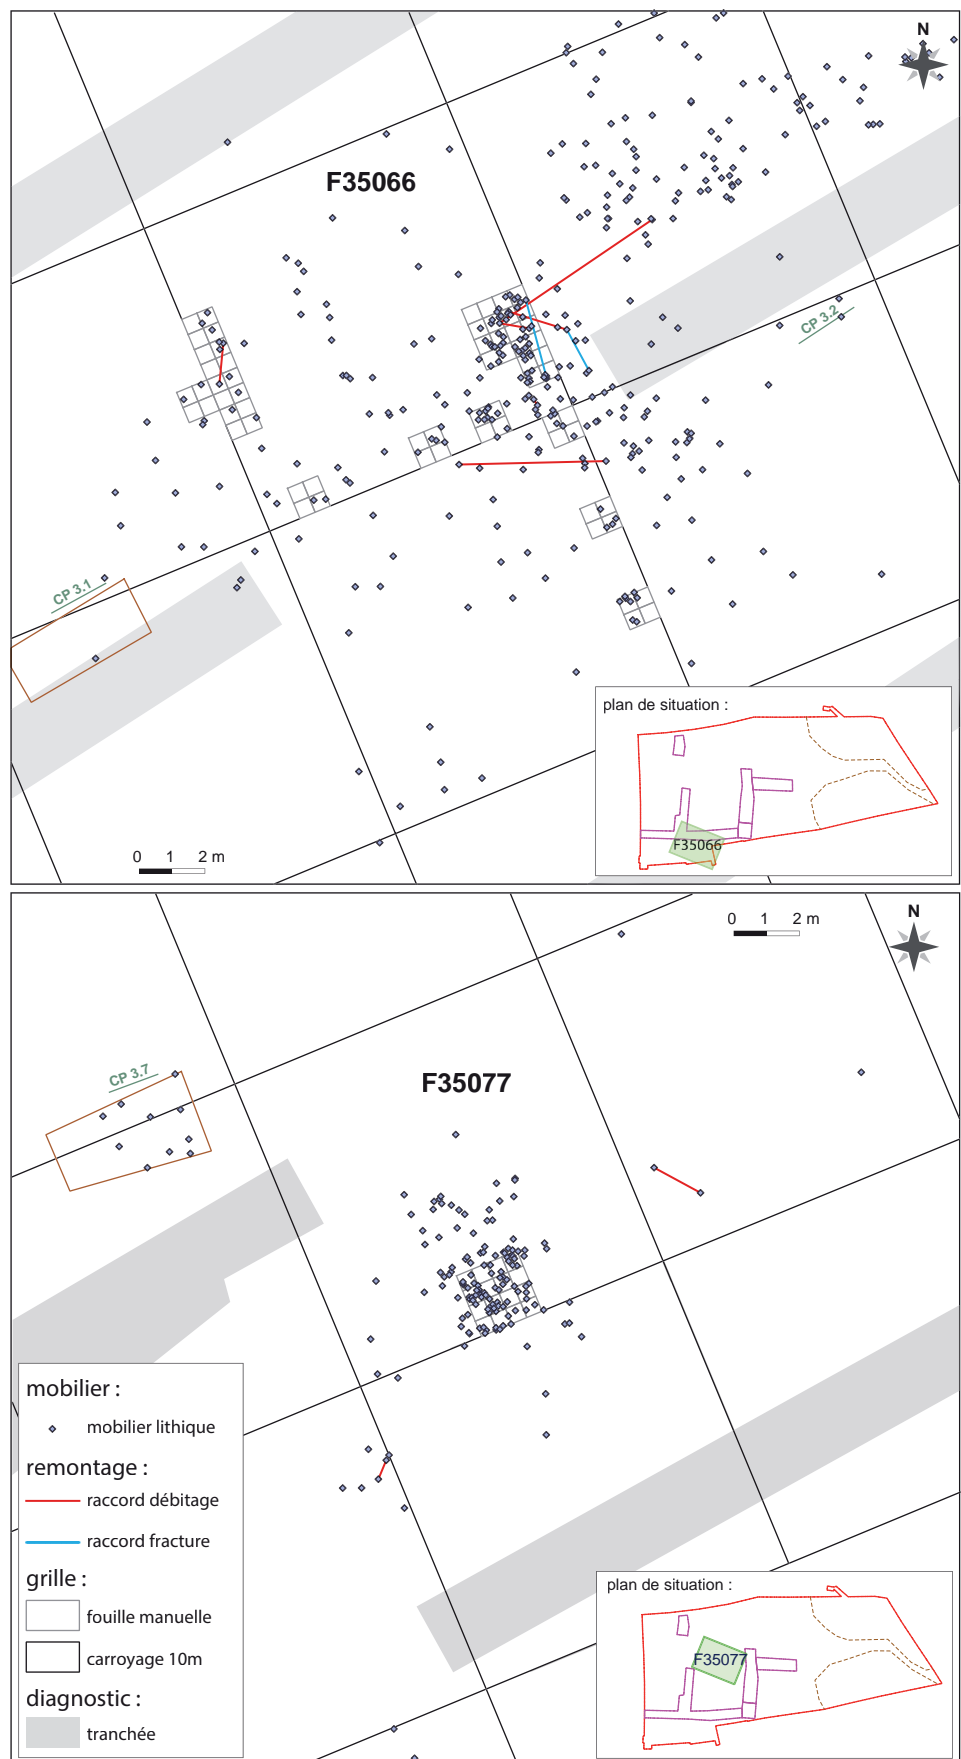 N
F35066
CP 3.2
CP 3.1
plan de situation :
F35066
0 1 2 m
0 1 2 m
N
CP 3.7
F35077
mobilier :
mobilier lithique
remontage :
raccord débitage
raccord fracture
grille :
fouille manuelle
carroyage 10m
diagnostic :
tranchée
plan de situation :
F35077